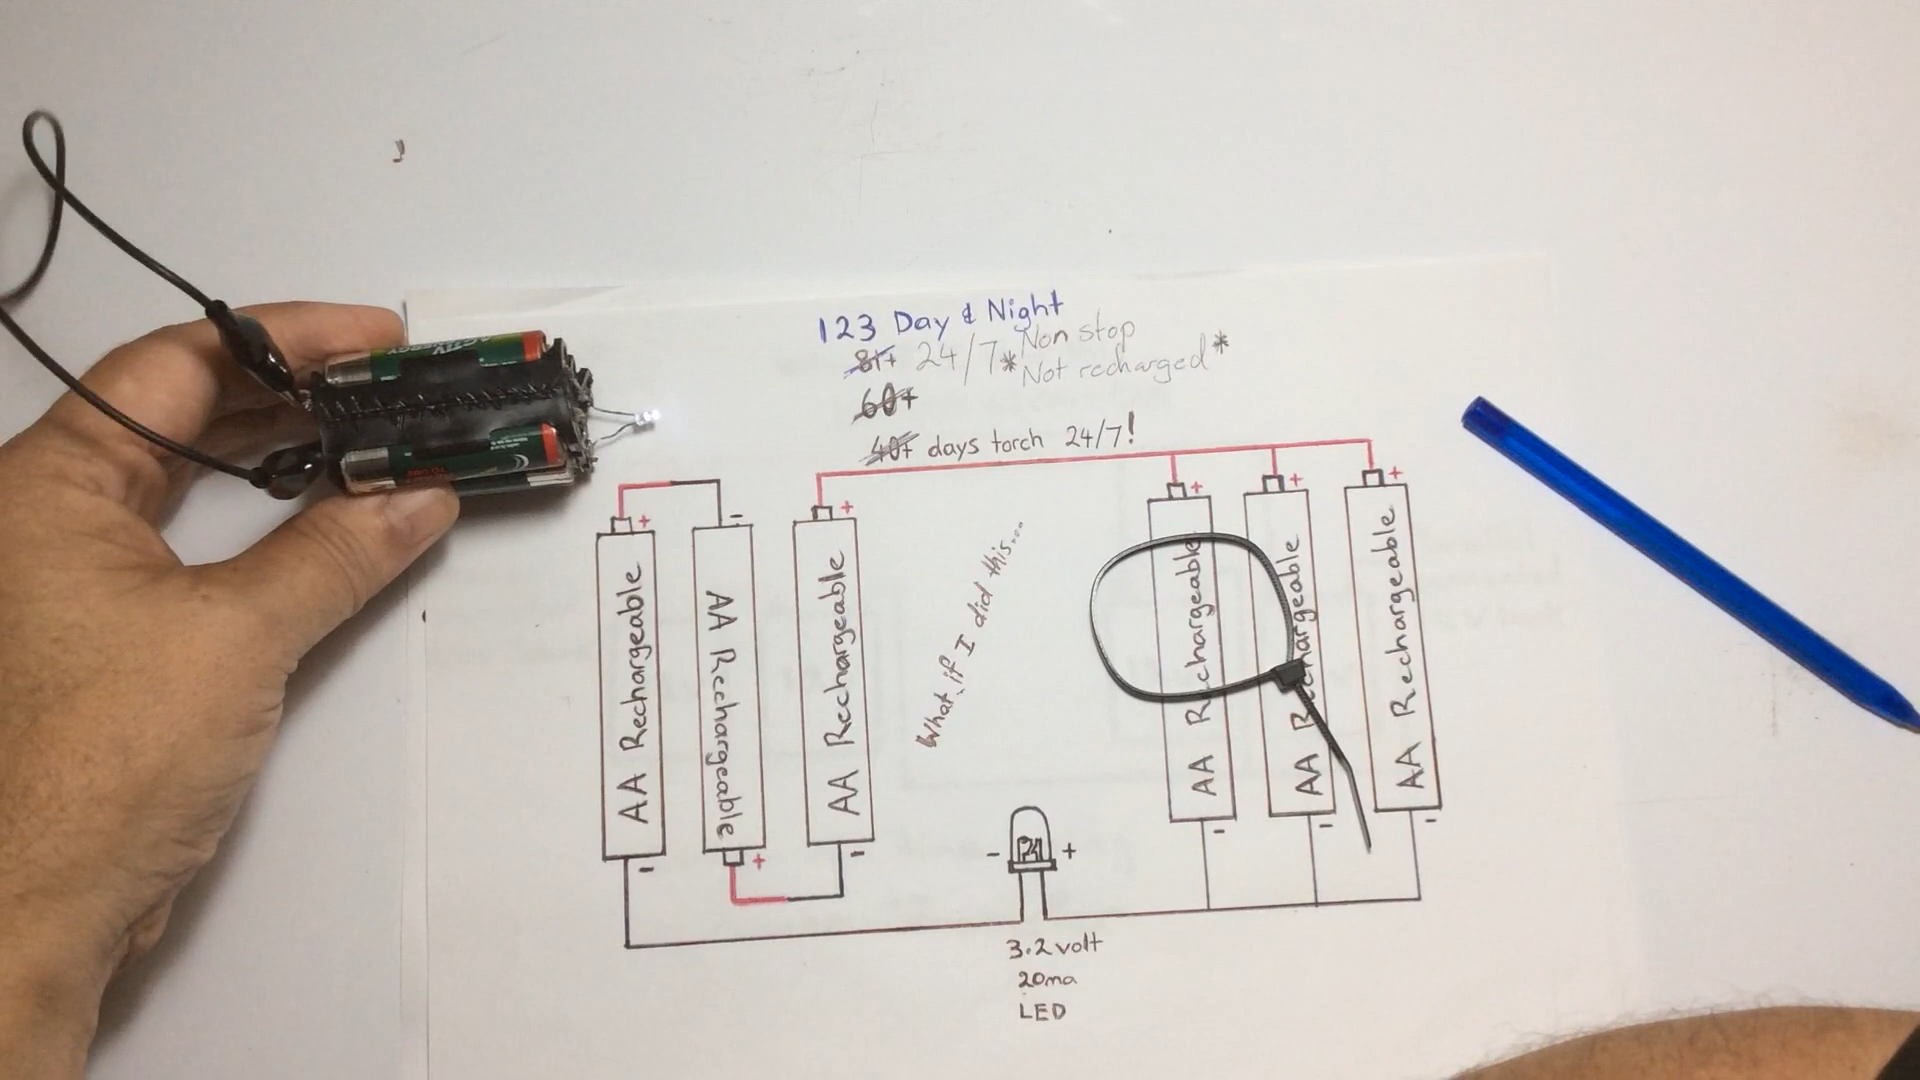 123 Day & Night
81+ 24/7* Non stop
Not recharged*
60+
40+ days torch 24/7!
+
-
+
+
+
+
AA Rechargeable
AA Rechargeable
AA Rechargeable
What if I did this...
AA Rechargeable
AA Rechargeable
AA Rechargeable
-
+
-
-
+
-
-
-
3.2 volt
20ma
LED